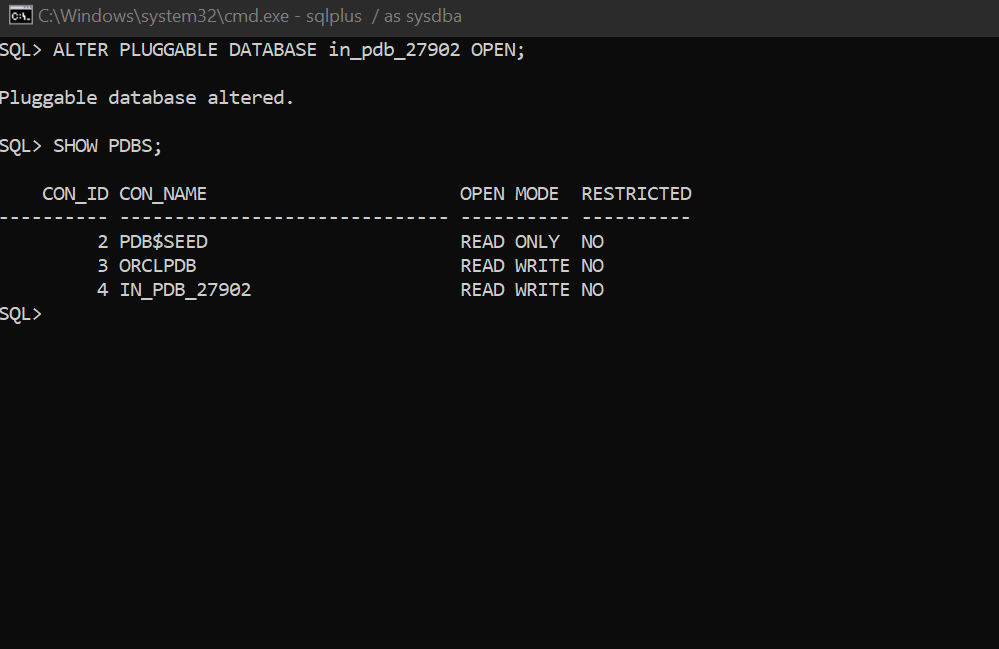 C:\Windows\system32\cmd.exe - sqlplus  / as sysdba
SQL> ALTER PLUGGABLE DATABASE in_pdb_27902 OPEN;
Pluggable database altered.
SQL> SHOW PDBS;
    CON_ID CON_NAME                       OPEN MODE  RESTRICTED
---------- ------------------------------ ---------- ----------
         2 PDB$SEED                       READ ONLY  NO
         3 ORCLPDB                        READ WRITE NO
         4 IN_PDB_27902                   READ WRITE NO
SQL>